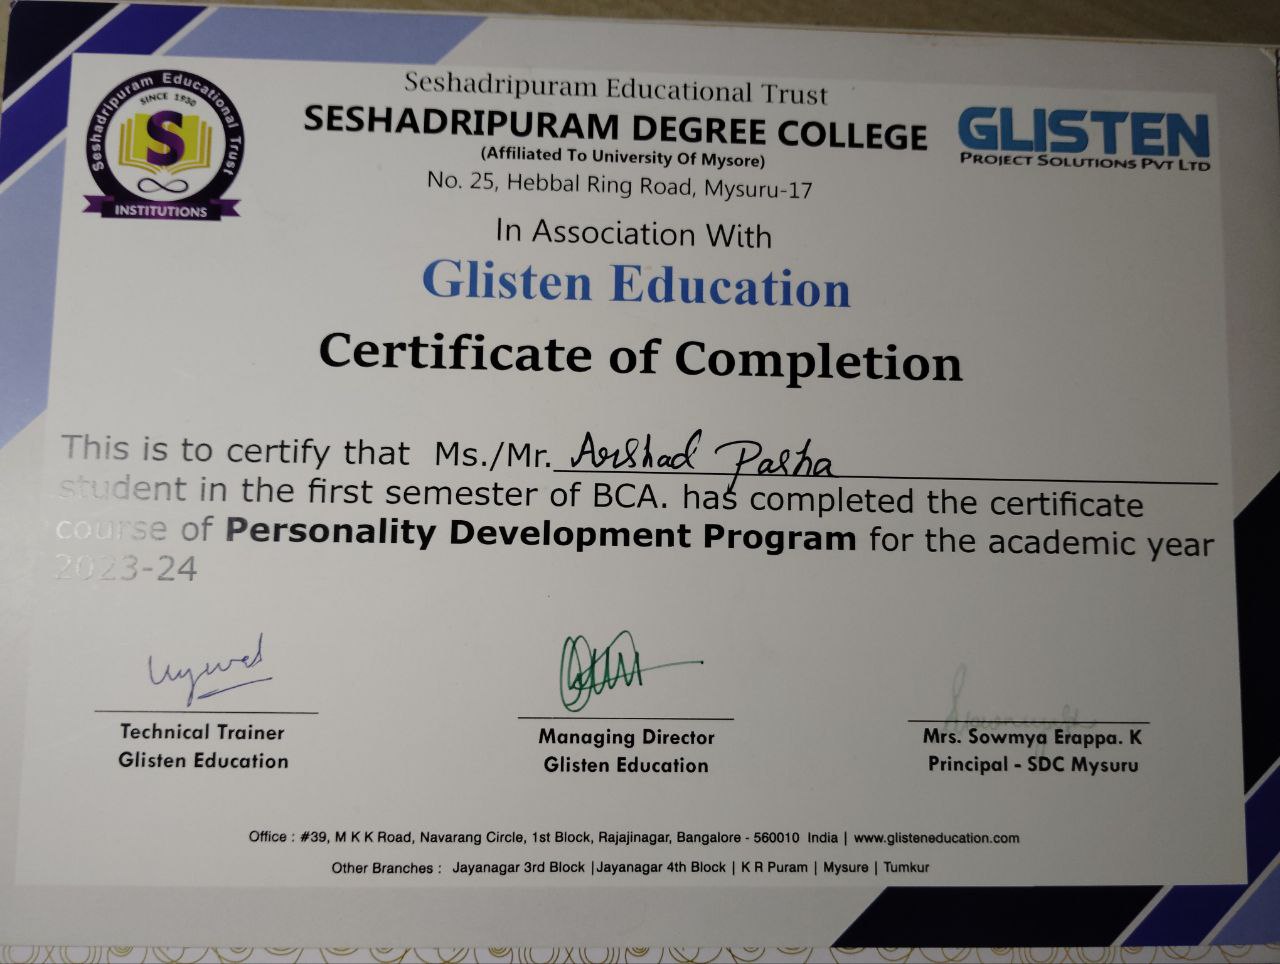 Seshadripuram Educational Trust
SINCE 1930
S
INSTITUTIONS
Seshadripuram Educational Trust
SESHADRIPURAM DEGREE COLLEGE
(Affiliated To University Of Mysore)
No. 25, Hebbal Ring Road, Mysuru-17
GLISTEN
PROJECT SOLUTIONS PVT LTD
In Association With
Glisten Education
Certificate of Completion
This is to certify that Ms./Mr. Arshad Pasha
student in the first semester of BCA. has completed the certificate
course of Personality Development Program for the academic year
2023-24
Technical Trainer
Glisten Education
Managing Director
Glisten Education
Mrs. Sowmya Erappa. K
Principal - SDC Mysuru
Office : #39, M K K Road, Navarang Circle, 1st Block, Rajajinagar, Bangalore - 560010 India | www.glisteneducation.com
Other Branches : Jayanagar 3rd Block |Jayanagar 4th Block | K R Puram | Mysure | Tumkur